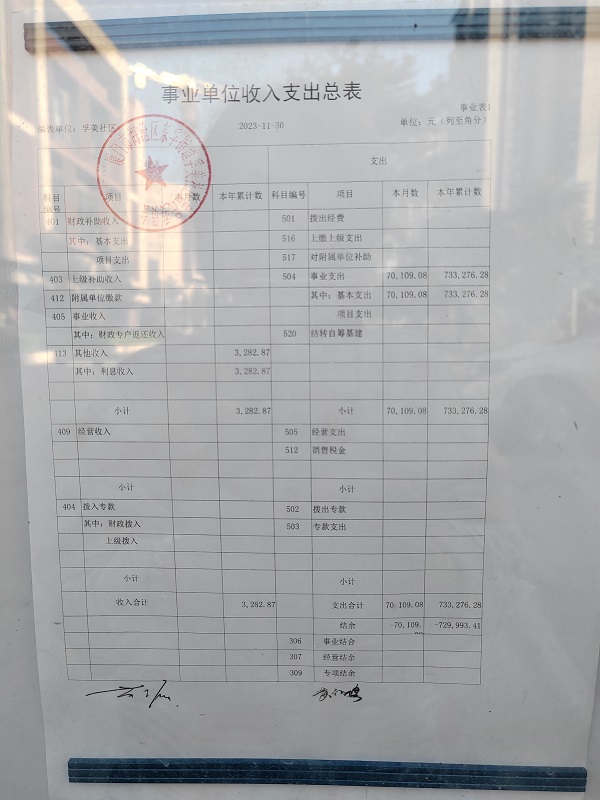 事业单位收入支出总表
事业表1
编表单位：孚美社区 2023-11-30 单位：元（列至角分）
支出
科目编号 项目 月数 本年累计数 科目编号 项目 本月数 本年累计数
401 财政补助收入 501 拨出经费
其中：基本支出 516 上缴上级支出
项目支出 517 对附属单位补助
403 上级补助收入 504 事业支出 70,109.08 733,276.28
412 附属单位缴款 其中：基本支出 70,109.08 733,276.28
405 事业收入 项目支出
其中：财政专户返还收入 520 结转自筹基建
413 其他收入 3,282.87
其中：利息收入 3,282.87
小计 3,282.87 小计 70,109.08 733,276.28
409 经营收入 505 经营支出
512 销售税金
小计 小计
404 拨入专款 502 拨出专款
其中：财政拨入 503 专款支出
上级拨入
小计 小计
收入合计 3,282.87 支出合计 70,109.08 733,276.28
结余 -70,109. -729,993.41
306 事业结合
307 经营结余
309 专项结余